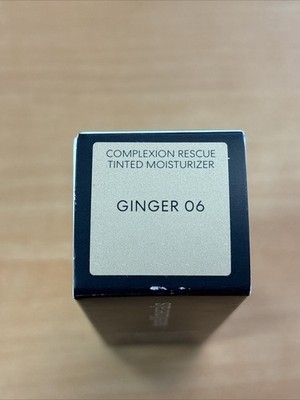 COMPLEXION RESCUE
TINTED MOISTURIZER
GINGER 06